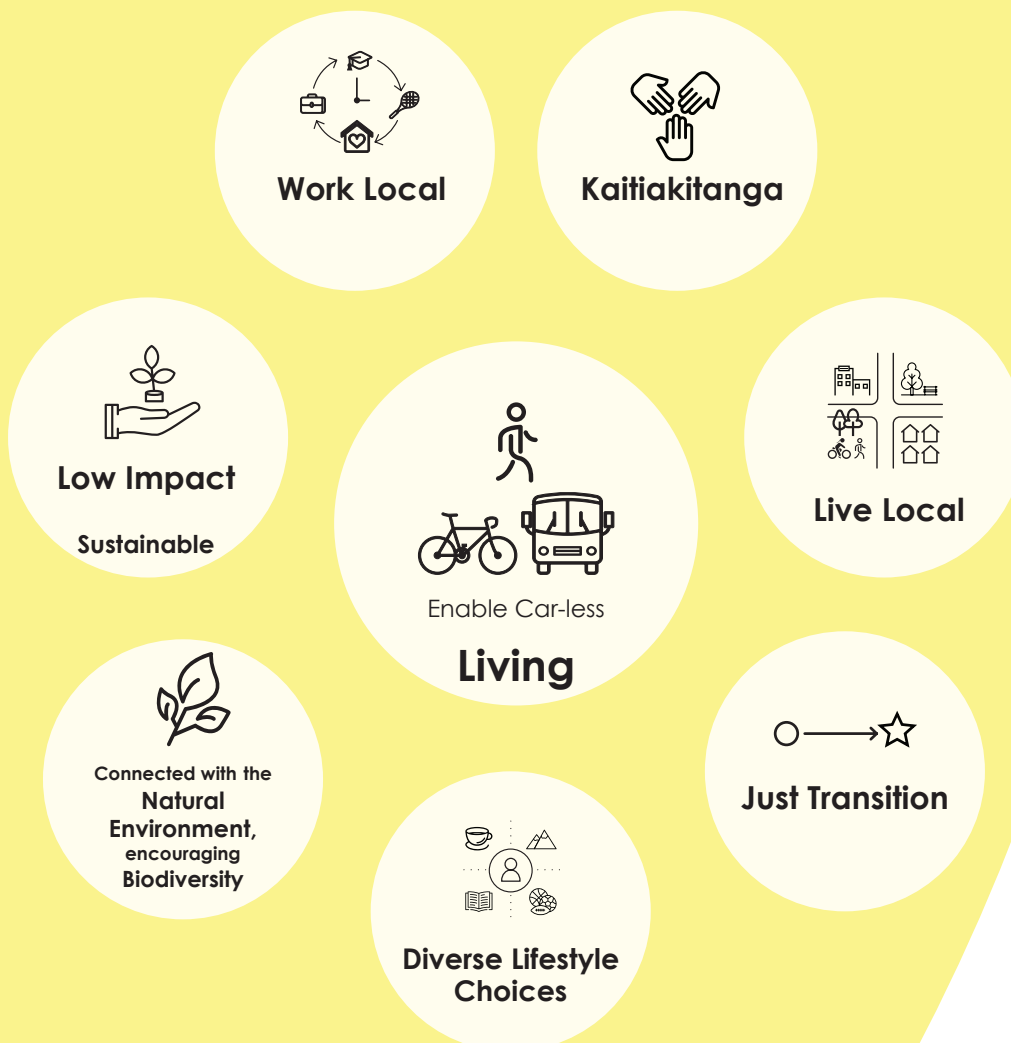 Work Local
Kaitiakitanga
Low Impact
Sustainable
Live Local
Enable Car-less
Living
Connected with the
Natural
Environment,
encouraging
Biodiversity
Just Transition
Diverse Lifestyle
Choices